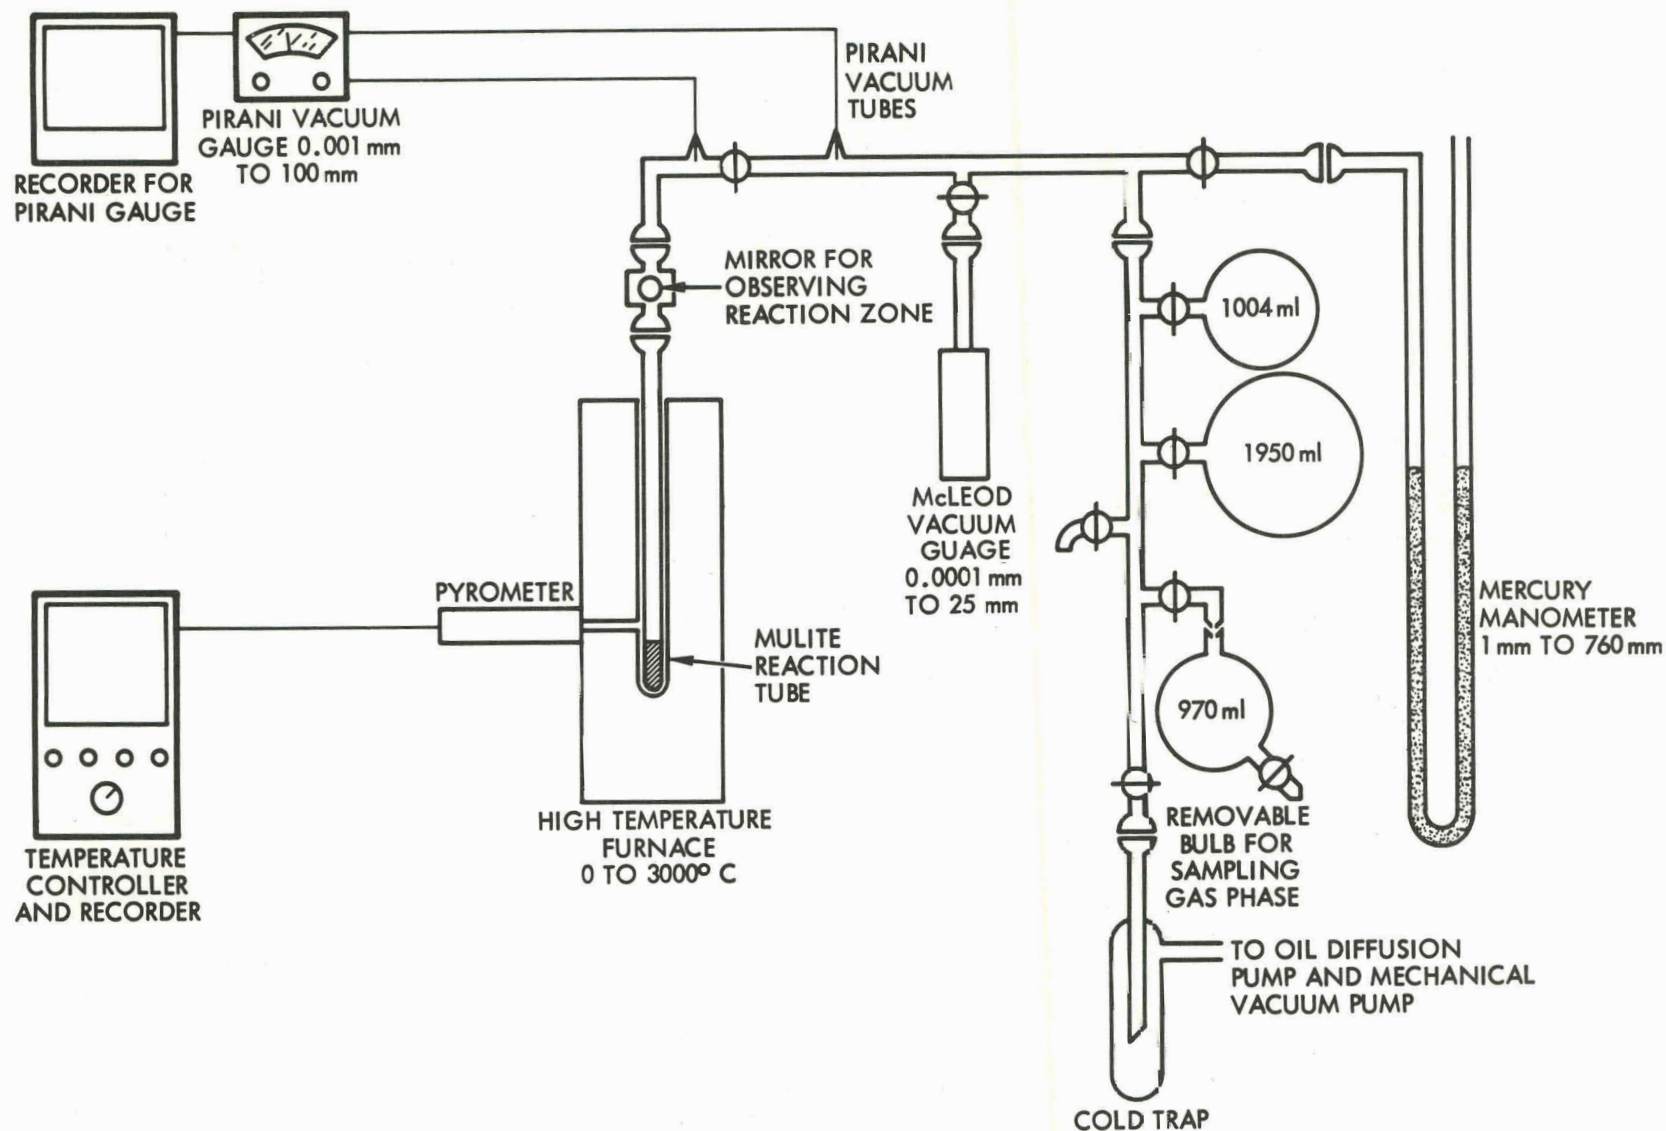 PIRANI
VACUUM
TUBES
PIRANI VACUUM
GAUGE 0.001 mm
TO 100 mm
RECORDER FOR
PIRANI GAUGE
MIRROR FOR
OBSERVING
REACTION ZONE
1004 ml
1950 ml
McLEOD
VACUUM
GUAGE
0.0001 mm
TO 25 mm
PYROMETER
MULITE
REACTION
TUBE
MERCURY
MANOMETER
1 mm TO 760 mm
970 ml
HIGH TEMPERATURE
FURNACE
0 TO 3000º C
REMOVABLE
BULB FOR
SAMPLING
GAS PHASE
TEMPERATURE
CONTROLLER
AND RECORDER
TO OIL DIFFUSION
PUMP AND MECHANICAL
VACUUM PUMP
COLD TRAP